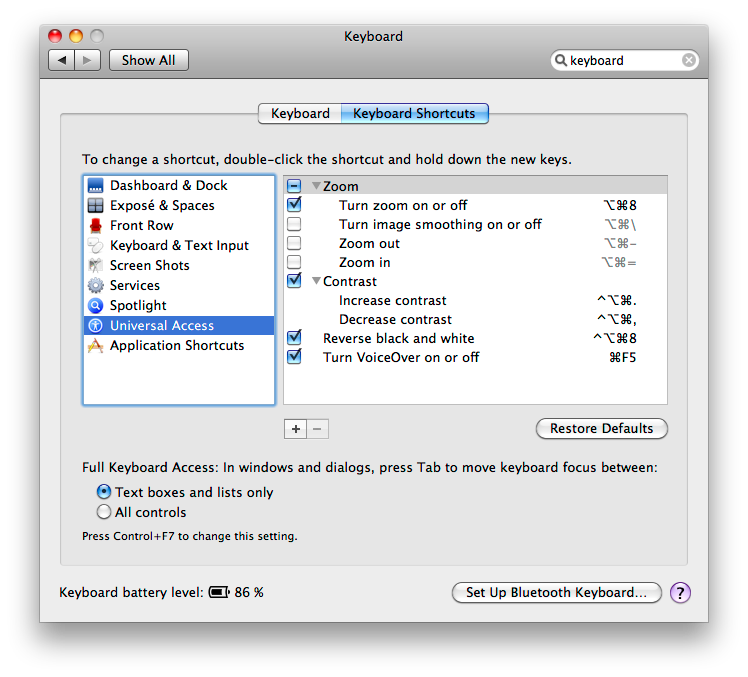 Keyboard
Show All
keyboard
Keyboard
Keyboard Shortcuts
To change a shortcut, double-click the shortcut and hold down the new keys.
Dashboard & Dock
Exposé & Spaces
Front Row
Keyboard & Text Input
Screen Shots
Services
Spotlight
Universal Access
Application Shortcuts
Zoom
Turn zoom on or off ⌥⌘8
Turn image smoothing on or off ⌥⌘\
Zoom out ⌥⌘-
Zoom in ⌥⌘=
Contrast
Increase contrast ^⌥⌘.
Decrease contrast ^⌥⌘,
Reverse black and white ^⌥⌘8
Turn VoiceOver on or off ⌘F5
+ −
Restore Defaults
Full Keyboard Access: In windows and dialogs, press Tab to move keyboard focus between:
Text boxes and lists only
All controls
Press Control+F7 to change this setting.
Keyboard battery level: 86 %
Set Up Bluetooth Keyboard...
?